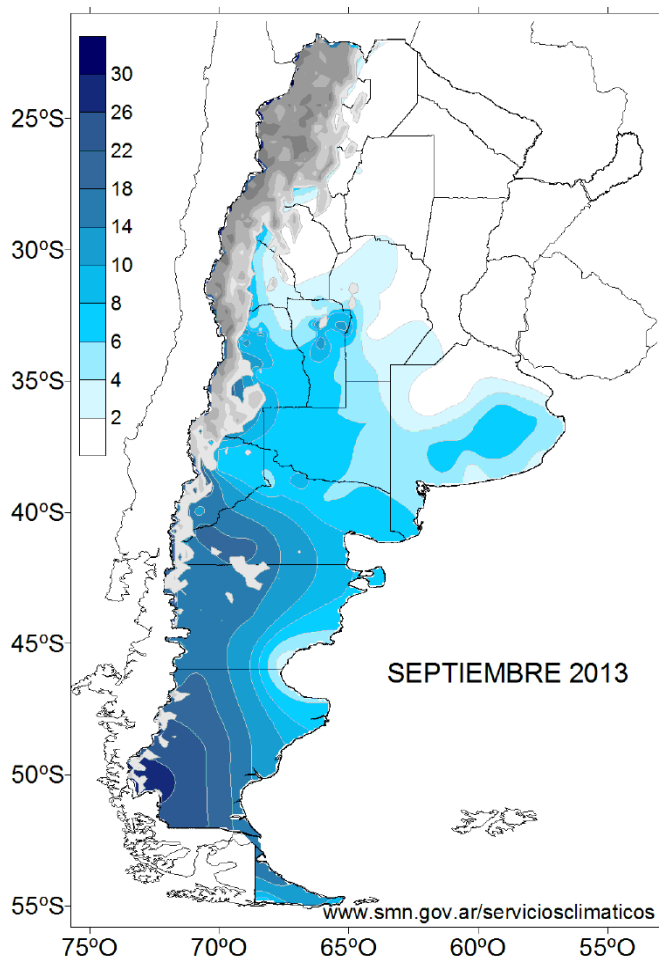 30
26
22
18
14
10
8
6
4
2
25ºS
30ºS
35ºS
40ºS
45ºS
50ºS
55ºS
SEPTIEMBRE 2013
www.smn.gov.ar/serviciosclimaticos
75ºO 70ºO 65ºO 60ºO 55ºO